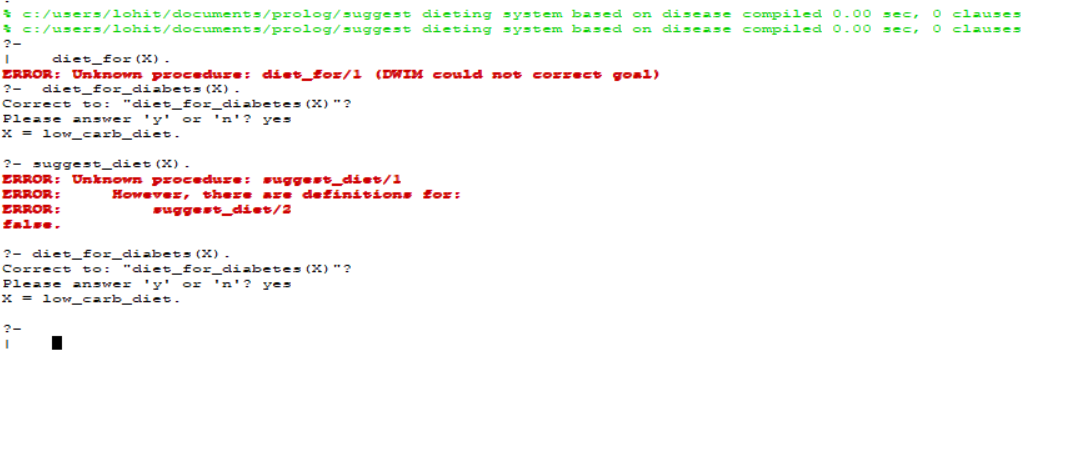 % c:/users/lohit/documents/prolog/suggest dieting system based on disease compiled 0.00 sec, 0 clauses
% c:/users/lohit/documents/prolog/suggest dieting system based on disease compiled 0.00 sec, 0 clauses
?-
|     diet_for(X).
ERROR: Unknown procedure: diet_for/1 (DWIM could not correct goal)
?-  diet_for_diabets(X).
Correct to: "diet_for_diabetes(X)"?
Please answer 'y' or 'n'? yes
X = low_carb_diet.
?- suggest_diet(X).
ERROR: Unknown procedure: suggest_diet/1
ERROR:     However, there are definitions for:
ERROR:         suggest_diet/2
false.
?- diet_for_diabets(X).
Correct to: "diet_for_diabetes(X)"?
Please answer 'y' or 'n'? yes
X = low_carb_diet.
?-
|